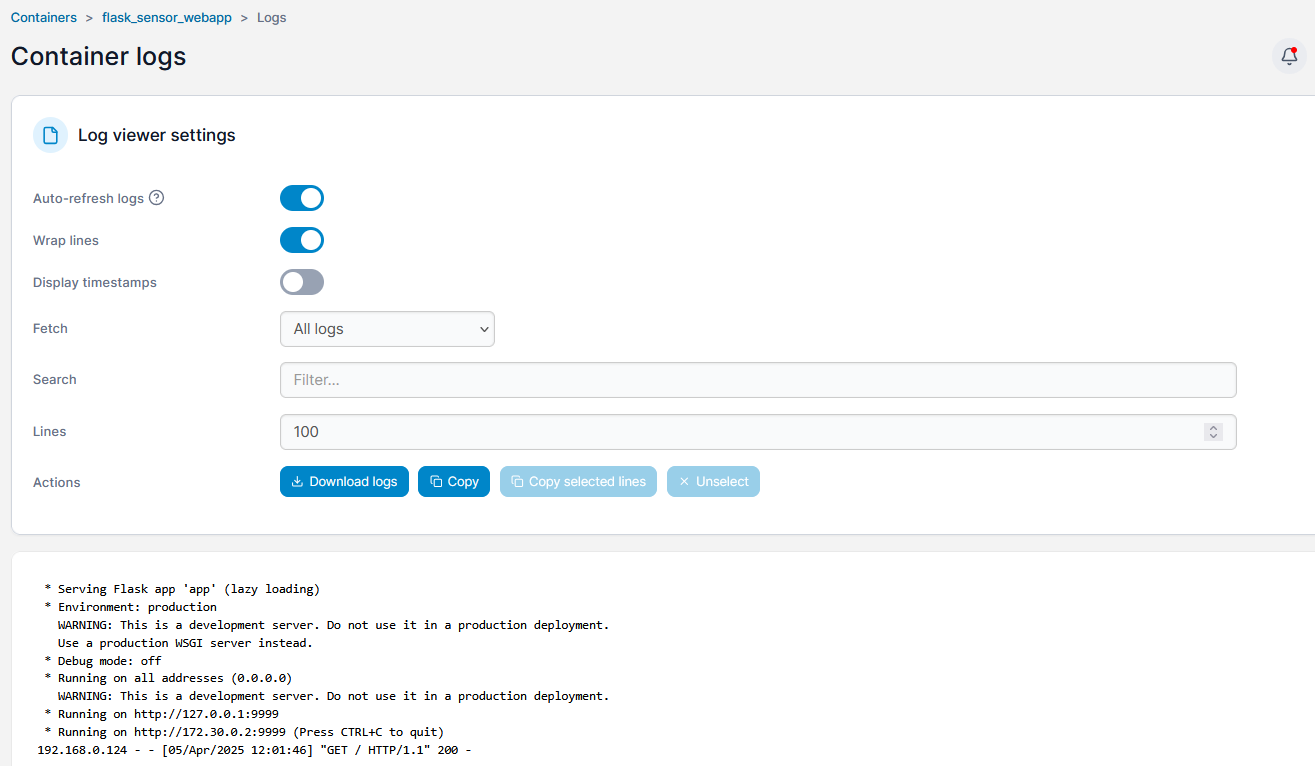 Containers > flask_sensor_webapp > Logs
Container logs
Log viewer settings
Auto-refresh logs
Wrap lines
Display timestamps
Fetch All logs
Search Filter...
Lines 100
Actions Download logs Copy Copy selected lines Unselect
* Serving Flask app 'app' (lazy loading)
* Environment: production
WARNING: This is a development server. Do not use it in a production deployment.
Use a production WSGI server instead.
* Debug mode: off
* Running on all addresses (0.0.0.0)
WARNING: This is a development server. Do not use it in a production deployment.
* Running on http://127.0.0.1:9999
* Running on http://172.30.0.2:9999 (Press CTRL+C to quit)
192.168.0.124 - - [05/Apr/2025 12:01:46] "GET / HTTP/1.1" 200 -